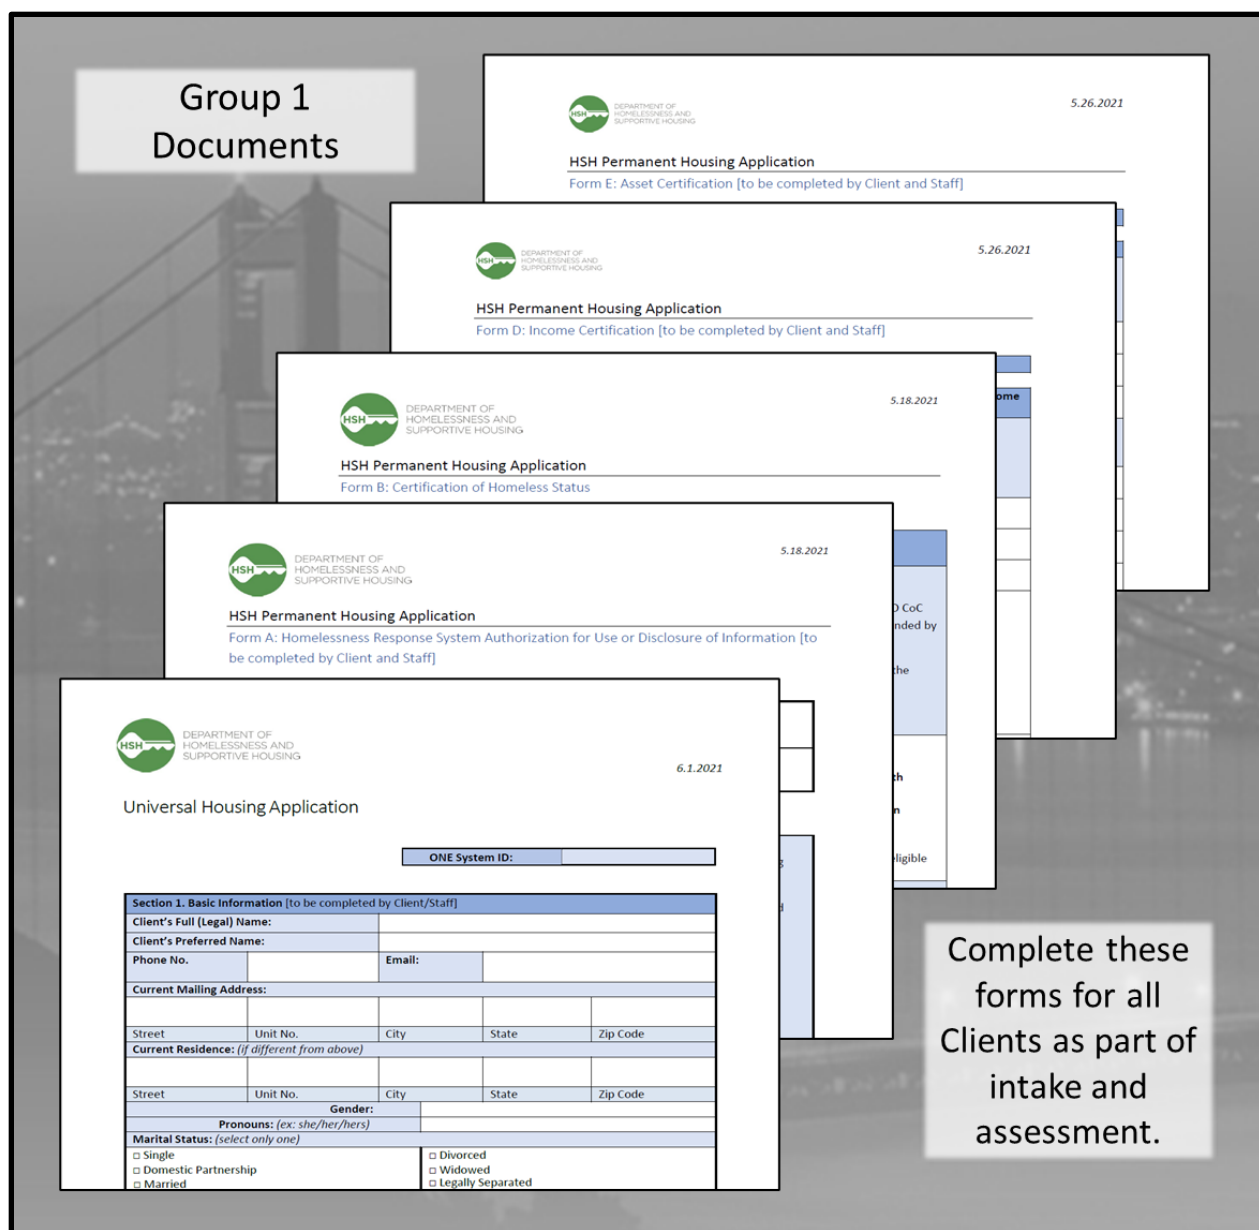 Group 1
Documents
DEPARTMENT OF
HOMELESSNESS AND
SUPPORTIVE HOUSING
HSH
5.26.2021
HSH Permanent Housing Application
Form E: Asset Certification [to be completed by Client and Staff]
DEPARTMENT OF
HOMELESSNESS AND
SUPPORTIVE HOUSING
HSH
5.26.2021
HSH Permanent Housing Application
Form D: Income Certification [to be completed by Client and Staff]
ome
DEPARTMENT OF
HOMELESSNESS AND
SUPPORTIVE HOUSING
HSH
5.18.2021
HSH Permanent Housing Application
Form B: Certification of Homeless Status
CoC
nded by
the
th
n
eligible
DEPARTMENT OF
HOMELESSNESS AND
SUPPORTIVE HOUSING
HSH
5.18.2021
HSH Permanent Housing Application
Form A: Homelessness Response System Authorization for Use or Disclosure of Information [to
be completed by Client and Staff]
DEPARTMENT OF
HOMELESSNESS AND
SUPPORTIVE HOUSING
HSH
6.1.2021
Universal Housing Application
ONE System ID:
Section 1. Basic Information [to be completed by Client/Staff]
Client's Full (Legal) Name:
Client's Preferred Name:
Phone No. Email:
Current Mailing Address:
Street Unit No. City State Zip Code
Current Residence: (if different from above)
Street Unit No. City State Zip Code
Gender:
Pronouns: (ex: she/her/hers)
Marital Status: (select only one)
□ Single □ Divorced
□ Domestic Partnership □ Widowed
□ Married □ Legally Separated
Complete these
forms for all
Clients as part of
intake and
assessment.